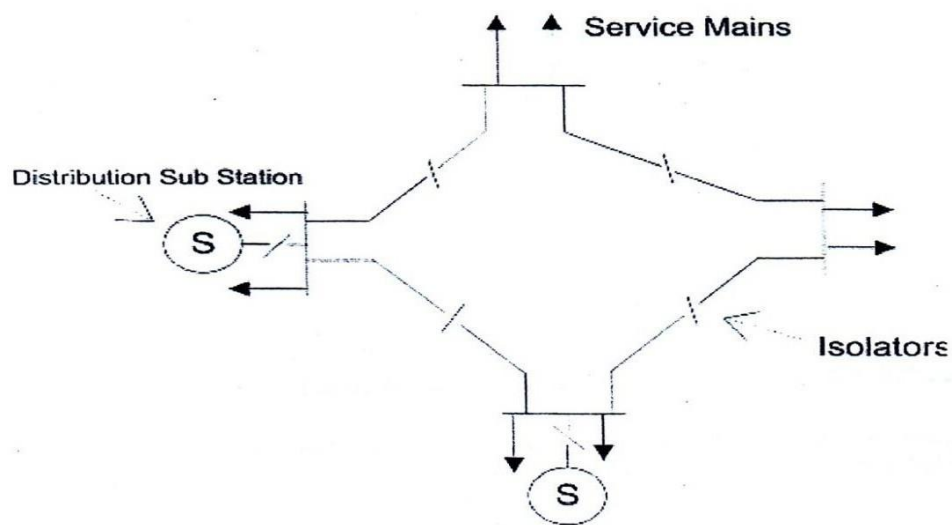 Service Mains
Distribution Sub Station
S
Isolators
S